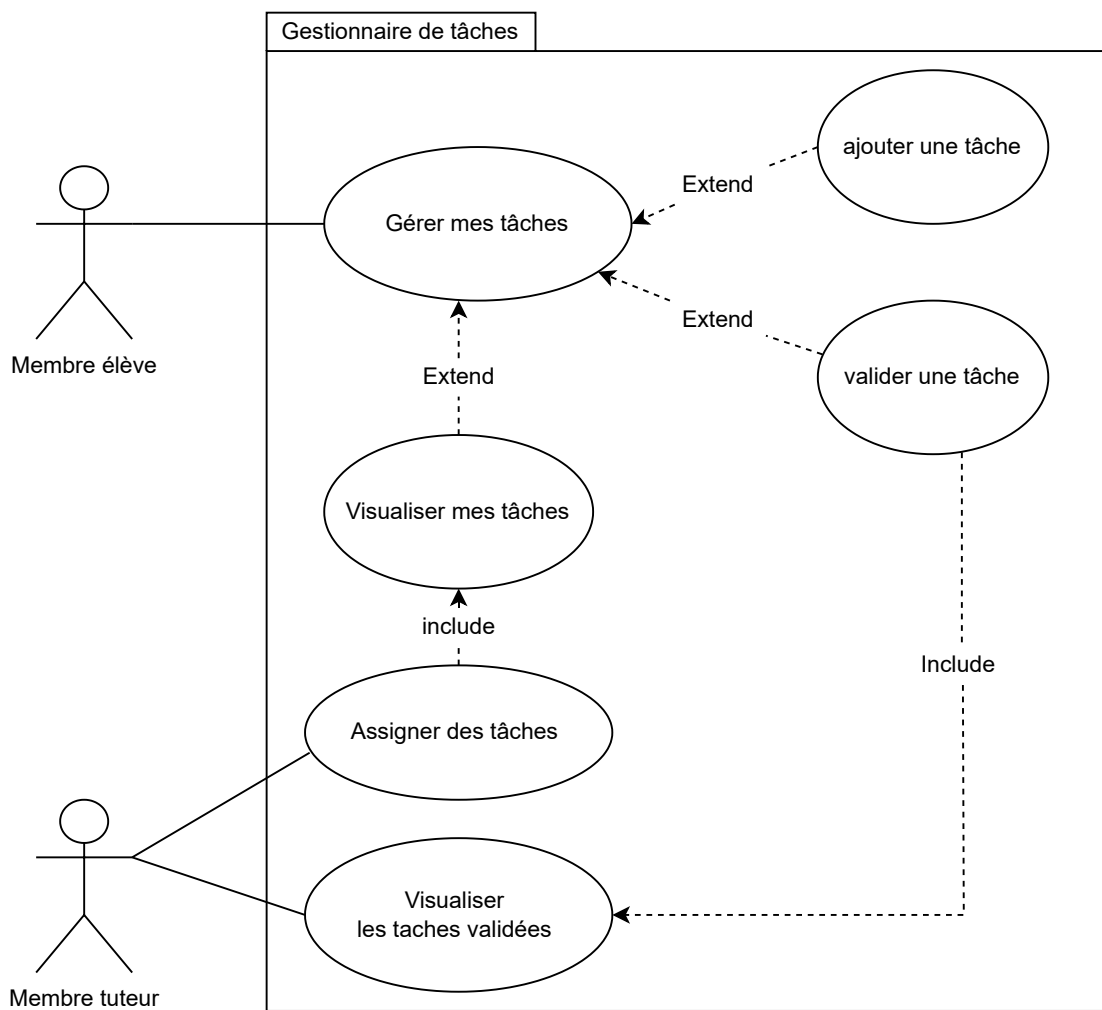 Gestionnaire de tâches
ajouter une tâche
Extend
Gérer mes tâches
Extend
Membre élève
Extend
valider une tâche
Visualiser mes tâches
include
Include
Assigner des tâches
Visualiser
les taches validées
Membre tuteur